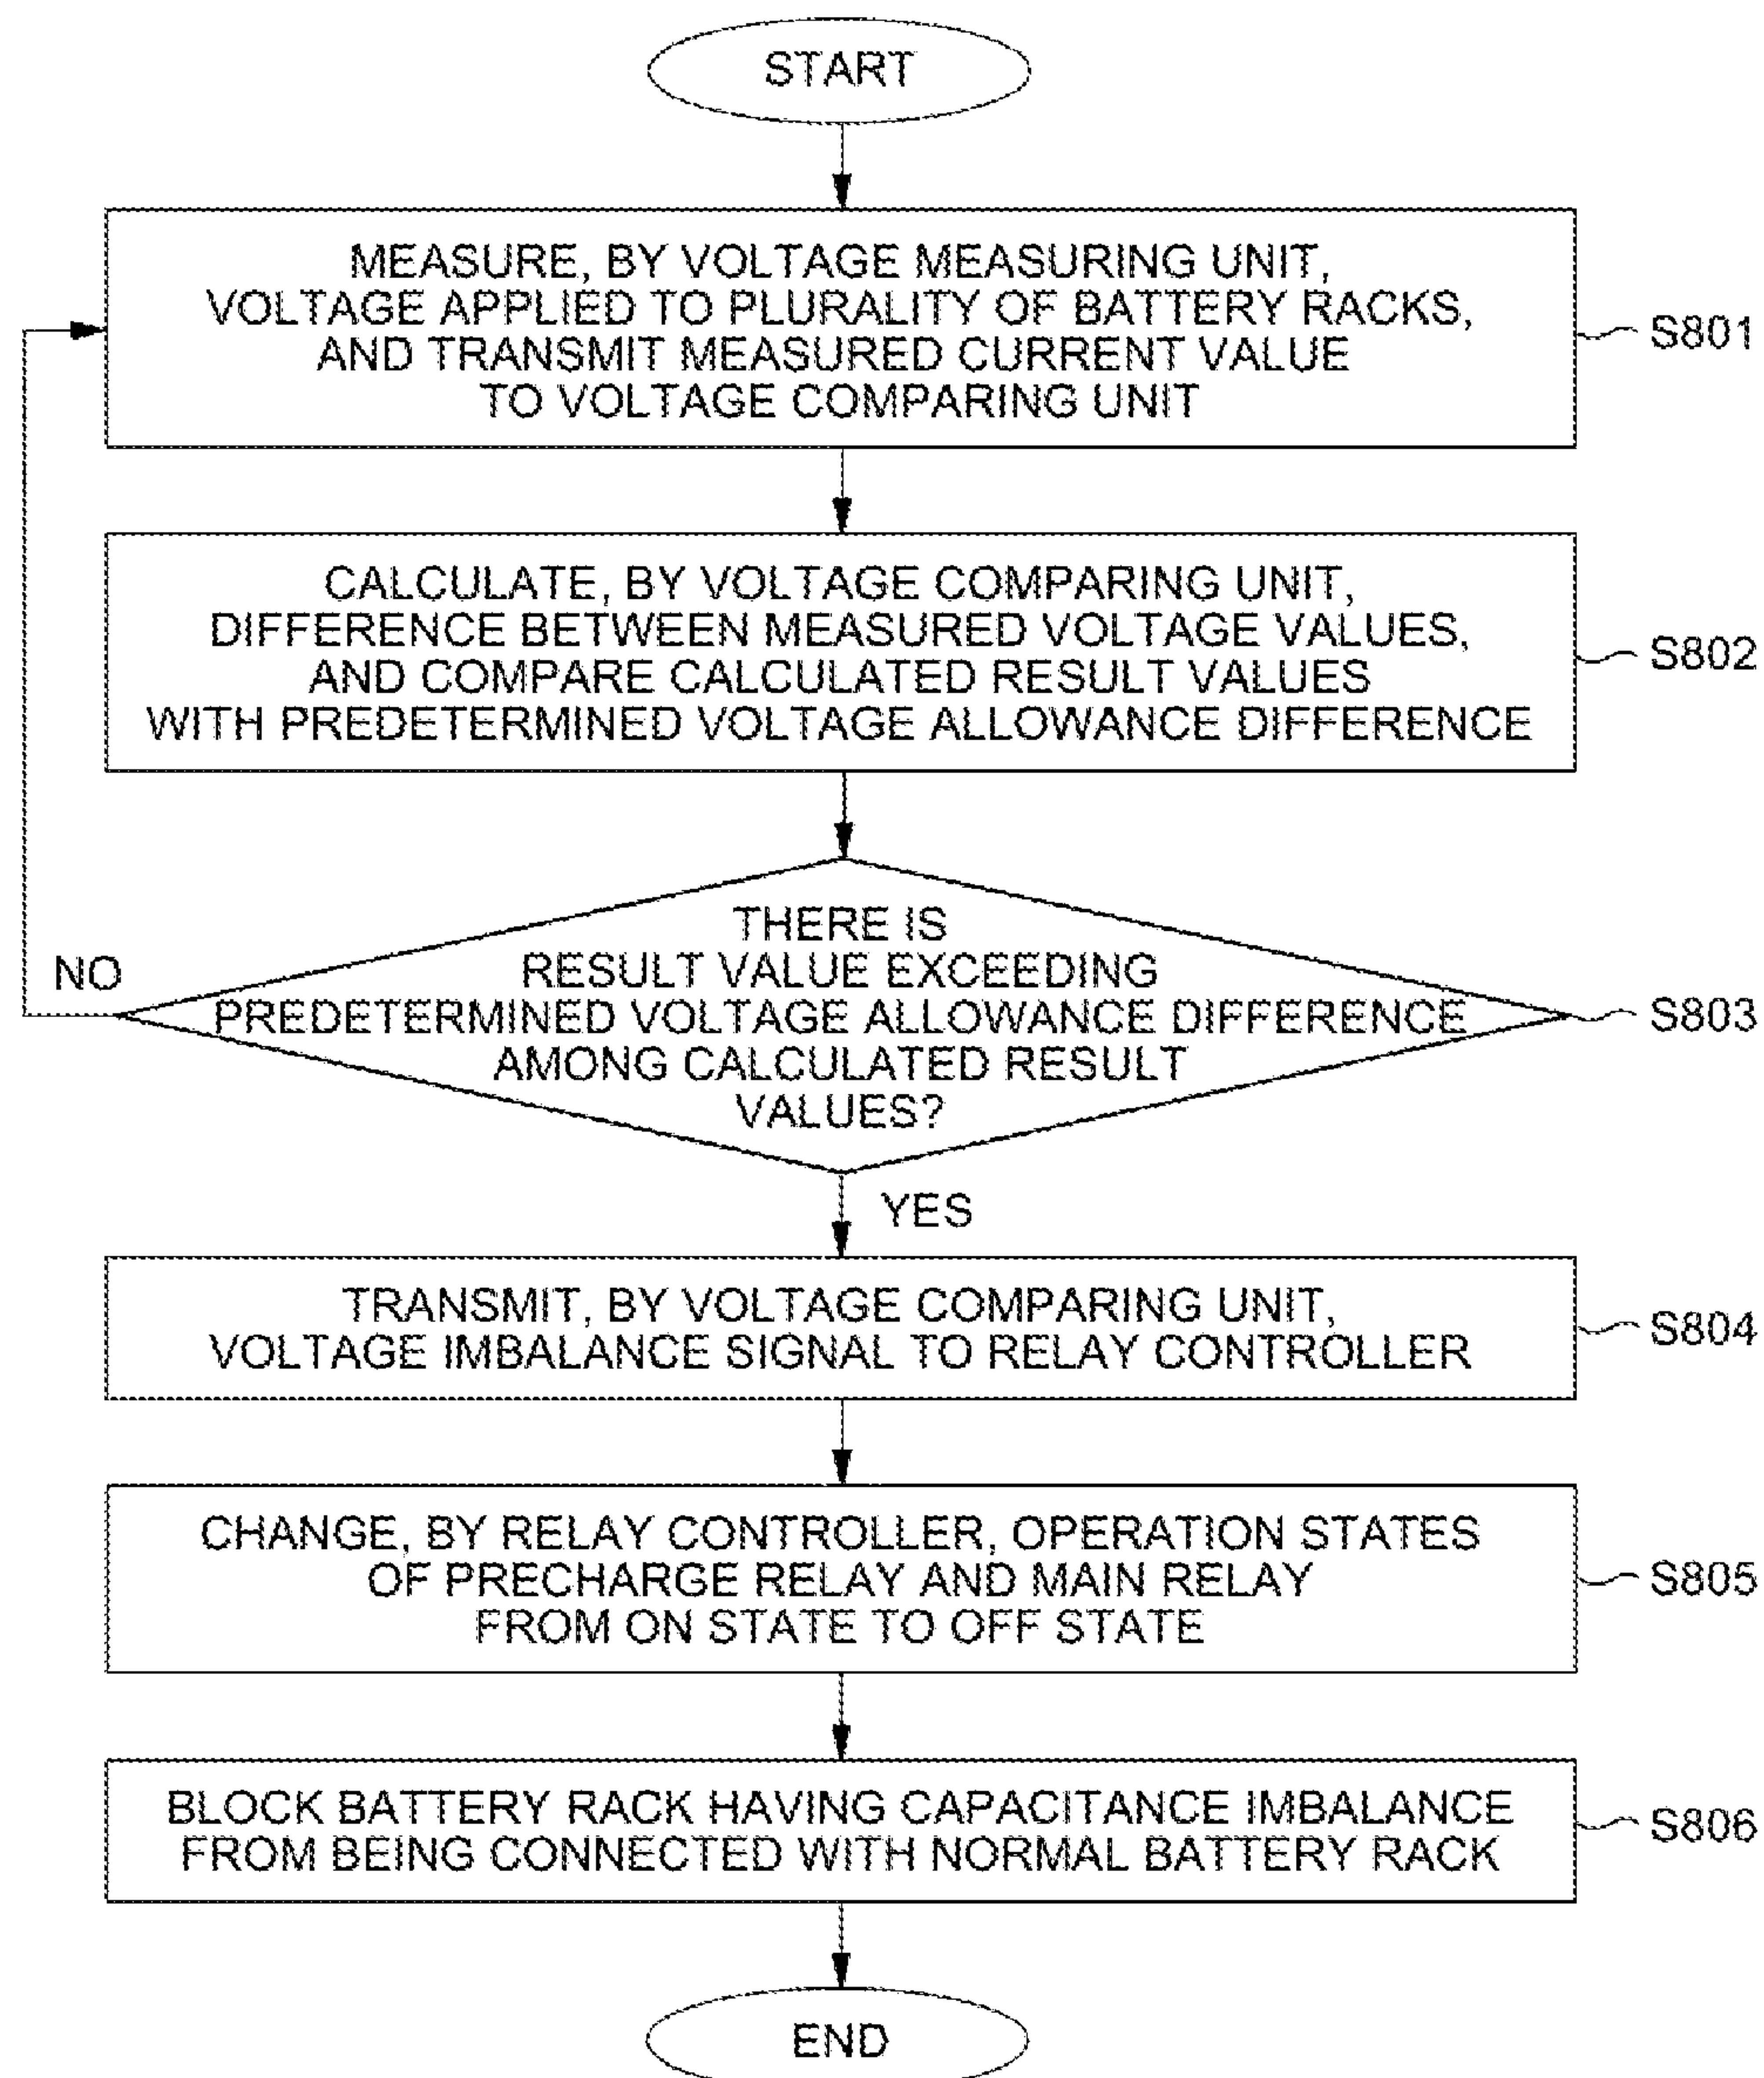 START
MEASURE, BY VOLTAGE MEASURING UNIT,
VOLTAGE APPLIED TO PLURALITY OF BATTERY RACKS,
AND TRANSMIT MEASURED CURRENT VALUE
TO VOLTAGE COMPARING UNIT
S801
CALCULATE, BY VOLTAGE COMPARING UNIT,
DIFFERENCE BETWEEN MEASURED VOLTAGE VALUES,
AND COMPARE CALCULATED RESULT VALUES
WITH PREDETERMINED VOLTAGE ALLOWANCE DIFFERENCE
S802
THERE IS
RESULT VALUE EXCEEDING
PREDETERMINED VOLTAGE ALLOWANCE DIFFERENCE
AMONG CALCULATED RESULT
VALUES?
NO
S803
YES
TRANSMIT, BY VOLTAGE COMPARING UNIT,
VOLTAGE IMBALANCE SIGNAL TO RELAY CONTROLLER
S804
CHANGE, BY RELAY CONTROLLER, OPERATION STATES
OF PRECHARGE RELAY AND MAIN RELAY
FROM ON STATE TO OFF STATE
S805
BLOCK BATTERY RACK HAVING CAPACITANCE IMBALANCE
FROM BEING CONNECTED WITH NORMAL BATTERY RACK
S806
END